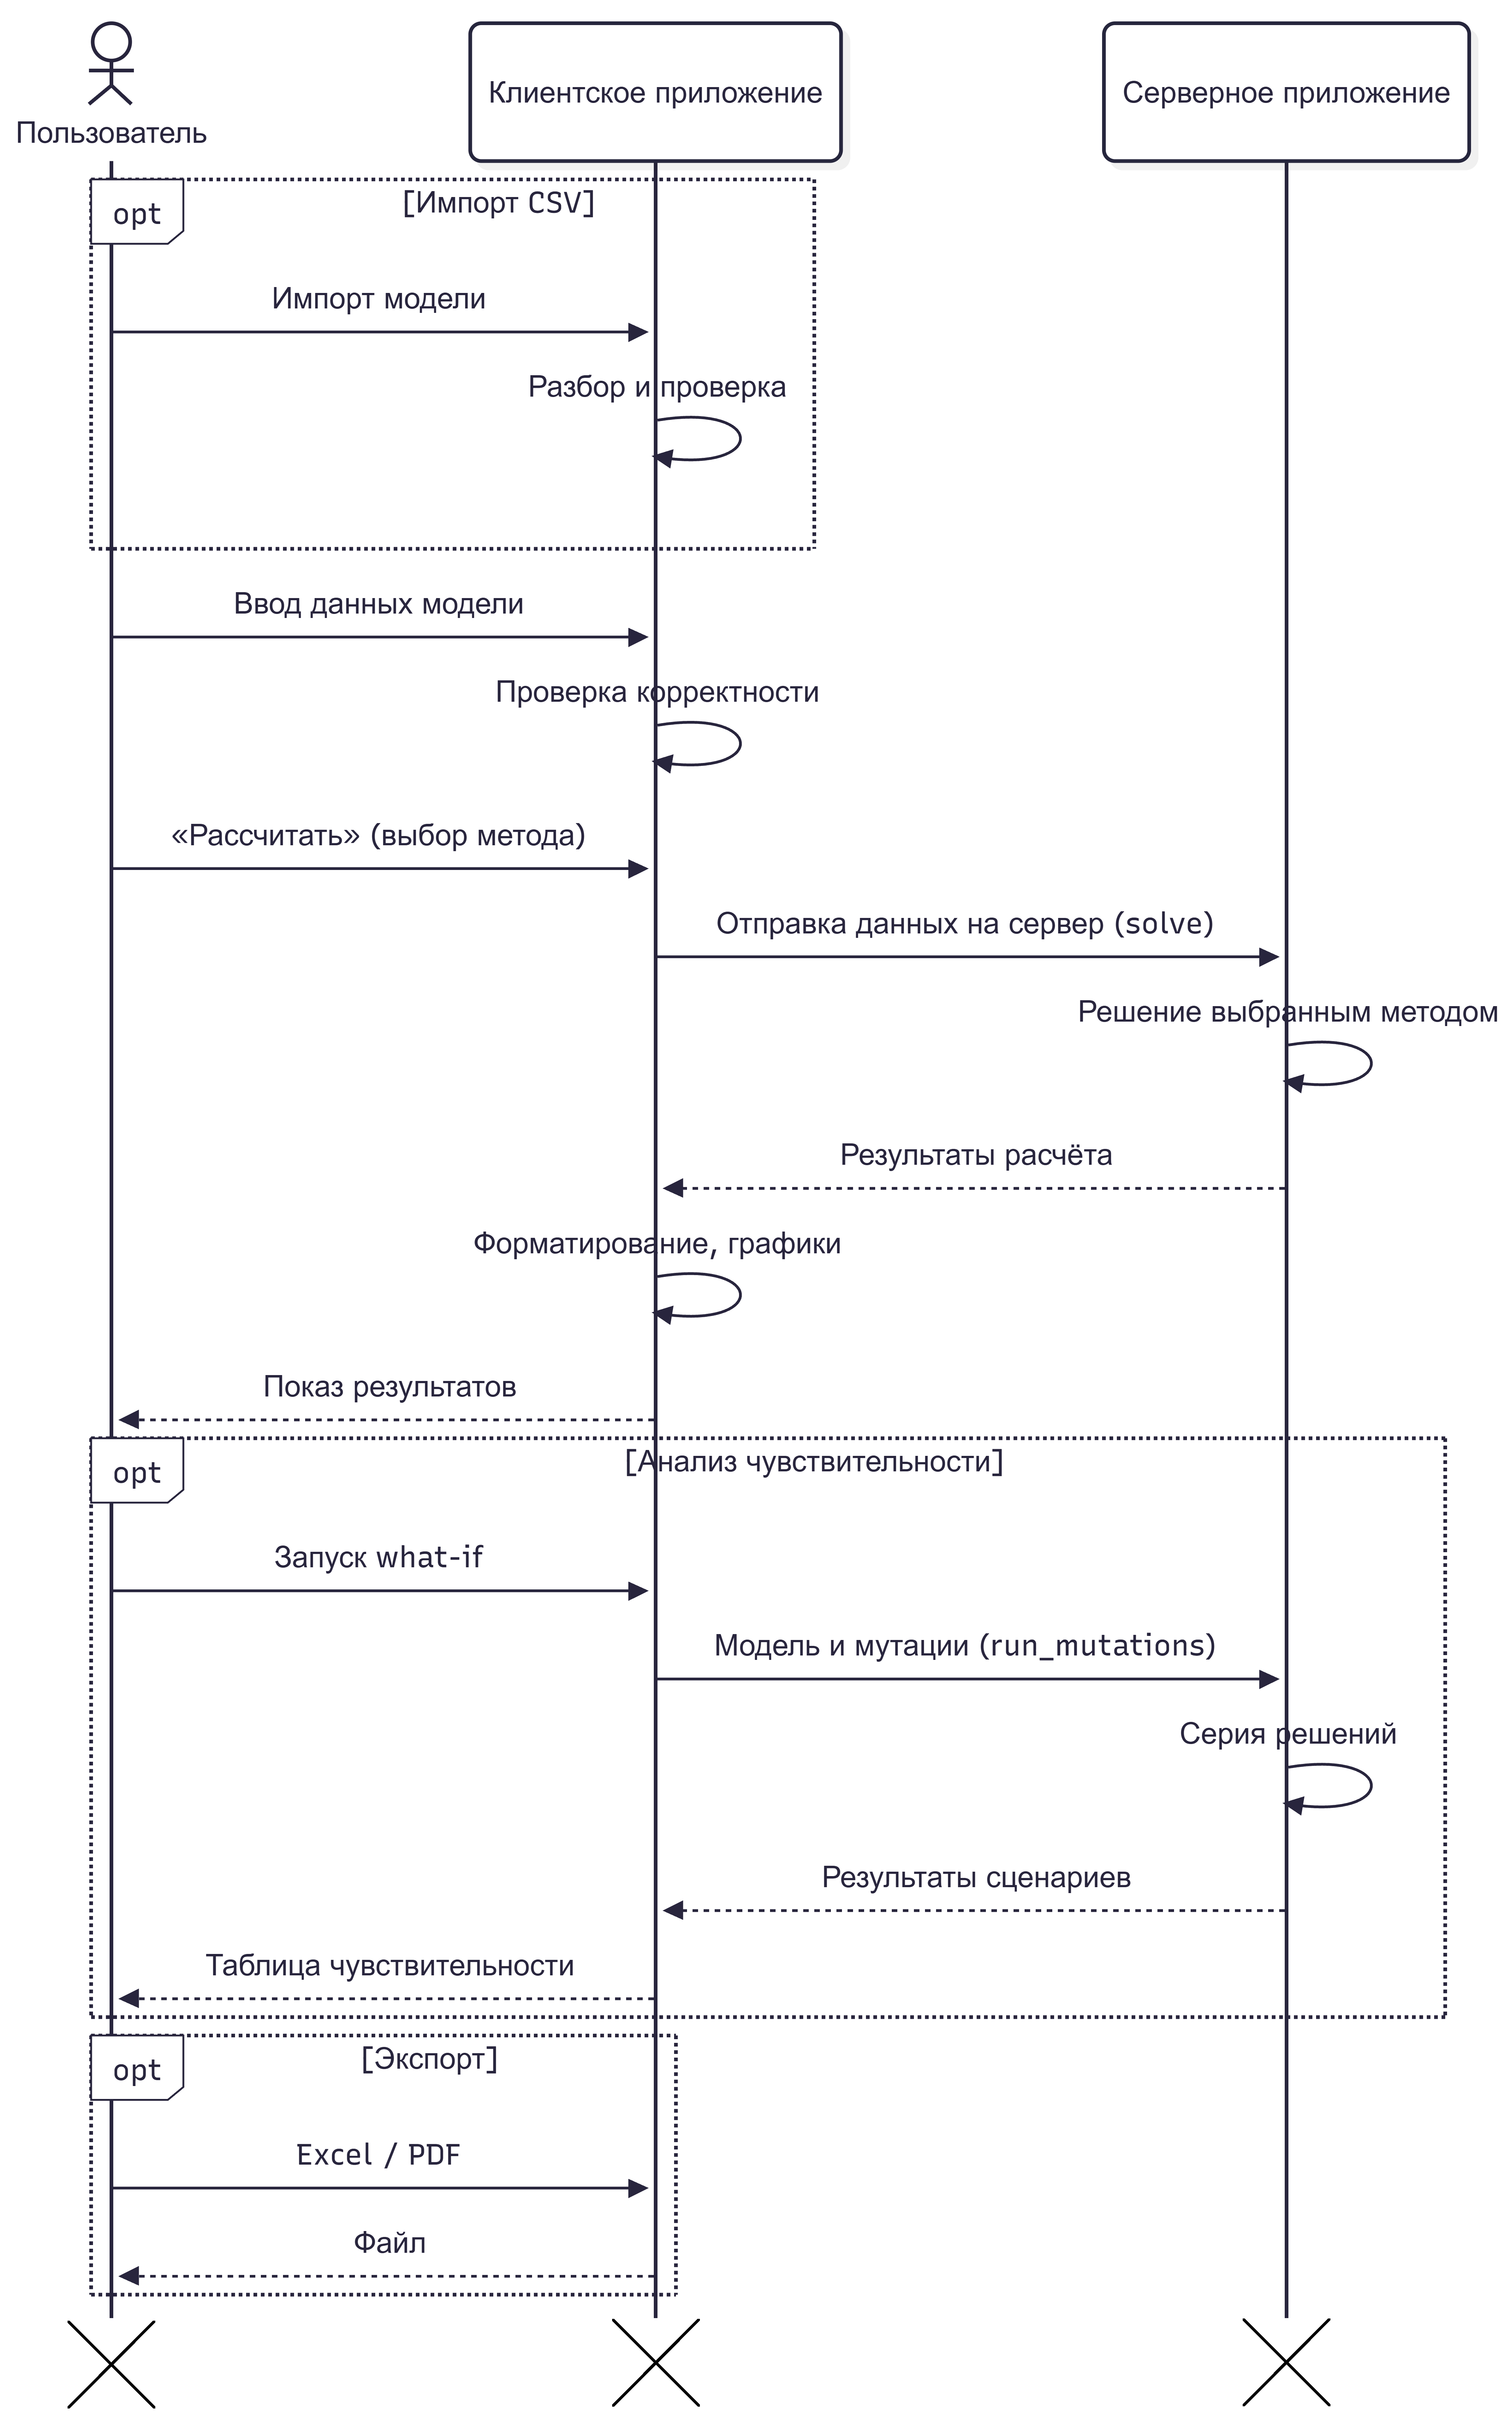 Пользователь
Клиентское приложение
Серверное приложение
opt
[Импорт CSV]
Импорт модели
Разбор и проверка
Ввод данных модели
Проверка корректности
«Рассчитать» (выбор метода)
Отправка данных на сервер (solve)
Решение выбранным методом
Результаты расчёта
Форматирование, графики
Показ результатов
opt
[Анализ чувствительности]
Запуск what-if
Модель и мутации (run_mutations)
Серия решений
Результаты сценариев
Таблица чувствительности
opt
[Экспорт]
Excel / PDF
Файл